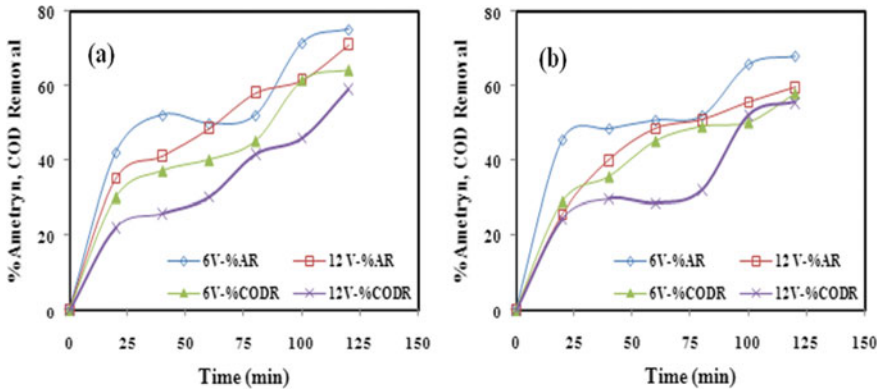 % Ametryn, COD Removal
80
60
40
20
0
(a)
6V-%AR
12 V-%AR
6V-%CODR
12V-%CODR
0 25 50 75 100 125 150
Time (min)
% Ametryn, COD Removal
80
60
40
20
0
(b)
6V-%AR
12 V-%AR
6V-%CODR
12V-%CODR
0 25 50 75 100 125 150
Time (min)